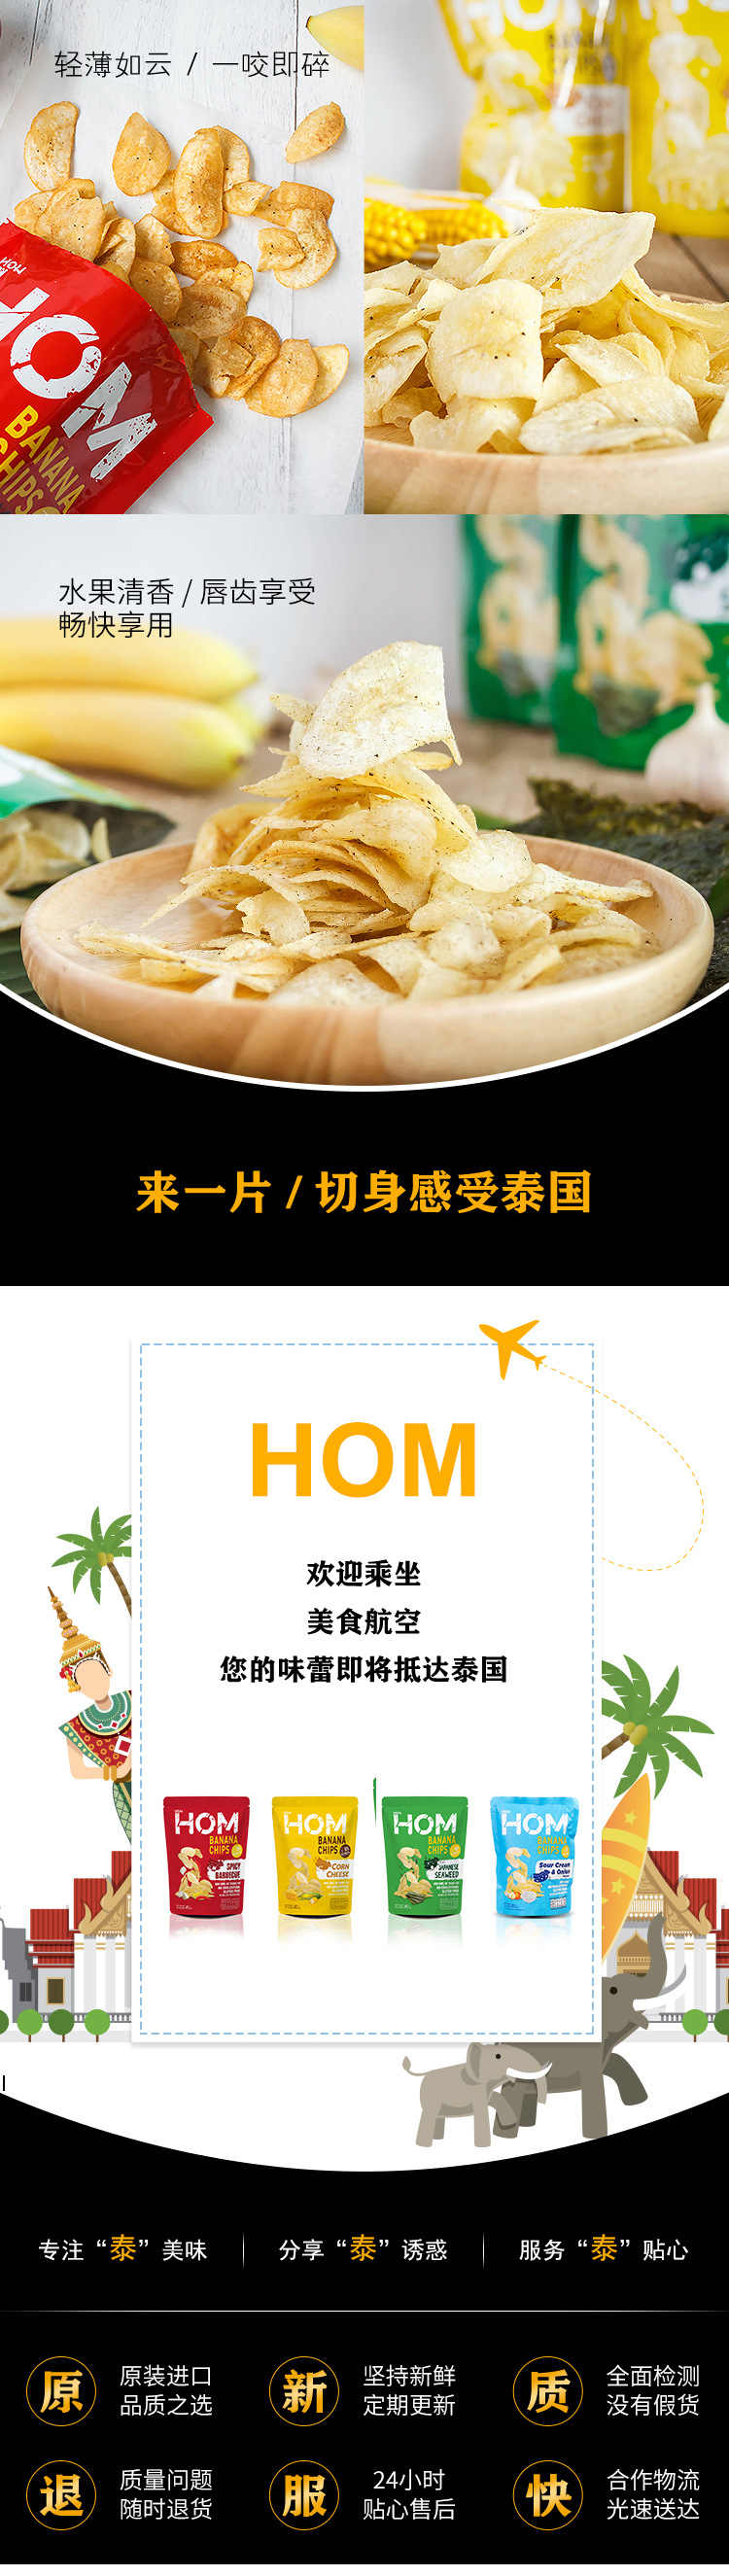 轻薄如云 / 一咬即碎
HOM
HOM
BANANA
CHIPS
水果清香 / 唇齿享受
畅快享用
来一片 / 切身感受泰国
HOM
欢迎乘坐
美食航空
您的味蕾即将抵达泰国
HOM
BANANA
CHIPS
SPICY
BARBECUE
HOM
BANANA
CHIPS
CORN
CHEESE
HOM
BANANA
CHIPS
JAPANESE
SEAWEED
HOM
BANANA
CHIPS
Sour Cream
& Onion
专注“泰”美味
分享“泰”诱惑
服务“泰”贴心
原
原装进口
品质之选
新
坚持新鲜
定期更新
质
全面检测
没有假货
退
质量问题
随时退货
服
24小时
贴心售后
快
合作物流
光速送达